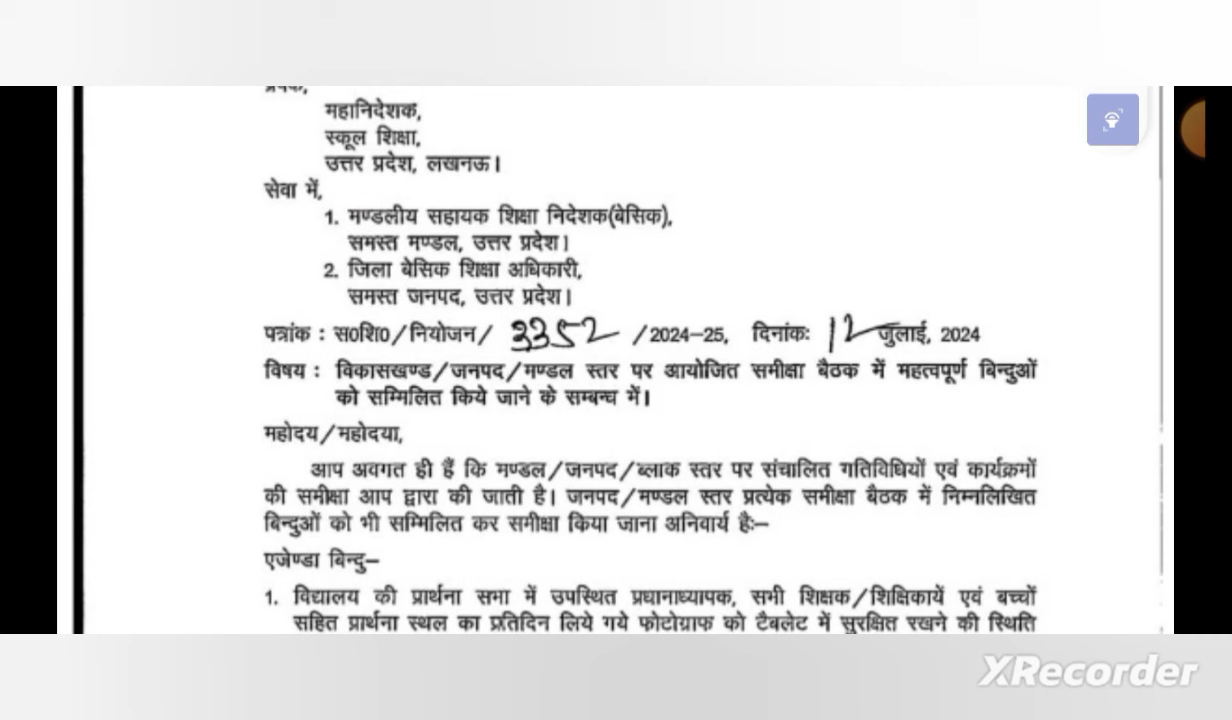 प्रेषक,
महानिदेशक,
स्कूल शिक्षा,
उत्तर प्रदेश, लखनऊ।
सेवा में,
1. मण्डलीय सहायक शिक्षा निदेशक(बेसिक),
समस्त मण्डल, उत्तर प्रदेश।
2. जिला बेसिक शिक्षा अधिकारी,
समस्त जनपद, उत्तर प्रदेश।
पत्रांक : स0शि0/नियोजन/ 3352 /2024-25, दिनांकः 12 जुलाई, 2024
विषय : विकासखण्ड/जनपद/मण्डल स्तर पर आयोजित समीक्षा बैठक में महत्वपूर्ण बिन्दुओं
को सम्मिलित किये जाने के सम्बन्ध में।
महोदय/महोदया,
आप अवगत ही हैं कि मण्डल/जनपद/ब्लाक स्तर पर संचालित गतिविधियों एवं कार्यक्रमों
की समीक्षा आप द्वारा की जाती है। जनपद/मण्डल स्तर प्रत्येक समीक्षा बैठक में निम्नलिखित
बिन्दुओं को भी सम्मिलित कर समीक्षा किया जाना अनिवार्य हैः-
एजेण्डा बिन्दु-
1. विद्यालय की प्रार्थना सभा में उपस्थित प्रधानाध्यापक, सभी शिक्षक/शिक्षिकायें एवं बच्चों
सहित प्रार्थना स्थल का प्रतिदिन लिये गये फोटोग्राफ को टैबलेट में सुरक्षित रखने की स्थिति
XRecorder